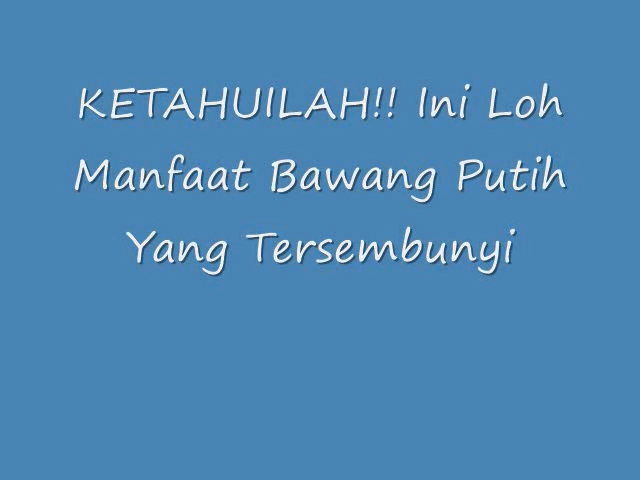 KETAHUILAH!! Ini Loh
Manfaat Bawang Putih
Yang Tersembunyi